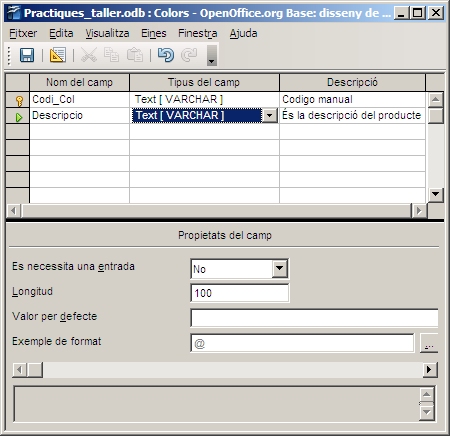 Practiques_taller.odb : Colors - OpenOffice.org Base: disseny de ...
Fitxer Edita Visualitza Eines Finestra Ajuda
Nom del camp Tipus del camp Descripció
Codi_Col Text [ VARCHAR ] Codigo manual
Descripcio Text [ VARCHAR ] És la descripció del producte
Propietats del camp
Es necessita una entrada No
Longitud 100
Valor per defecte
Exemple de format @ ...